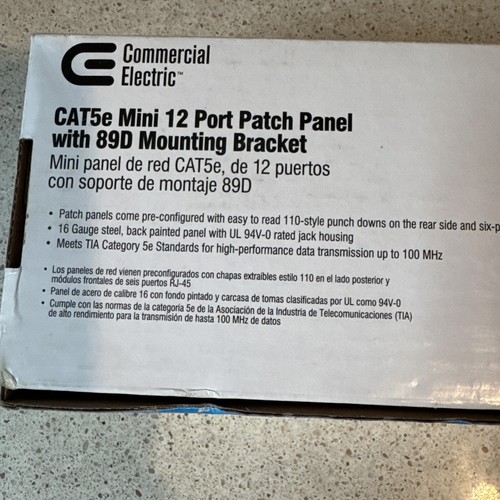 Commercial
Electric™
CAT5e Mini 12 Port Patch Panel
with 89D Mounting Bracket
Mini panel de red CAT5e, de 12 puertos
con soporte de montaje 89D
• Patch panels come pre-configured with easy to read 110-style punch downs on the rear side and six-p
• 16 Gauge steel, back painted panel with UL 94V-0 rated jack housing
• Meets TIA Category 5e Standards for high-performance data transmission up to 100 MHz
• Los paneles de red vienen preconfigurados con chapas extraíbles estilo 110 en el lado posterior y
módulos frontales de seis puertos RJ-45
• Panel de acero de calibre 16 con fondo pintado y carcasa de tomas clasificadas por UL como 94V-0
• Cumple con las normas de la categoría 5e de la Asociación de la Industria de Telecomunicaciones (TIA)
de alto rendimiento para la transmisión de hasta 100 MHz de datos